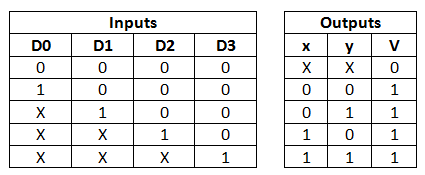 Inputs Outputs
D0 D1 D2 D3 x y V
0 0 0 0 X X 0
1 0 0 0 0 0 1
X 1 0 0 0 1 1
X X 1 0 1 0 1
X X X 1 1 1 1